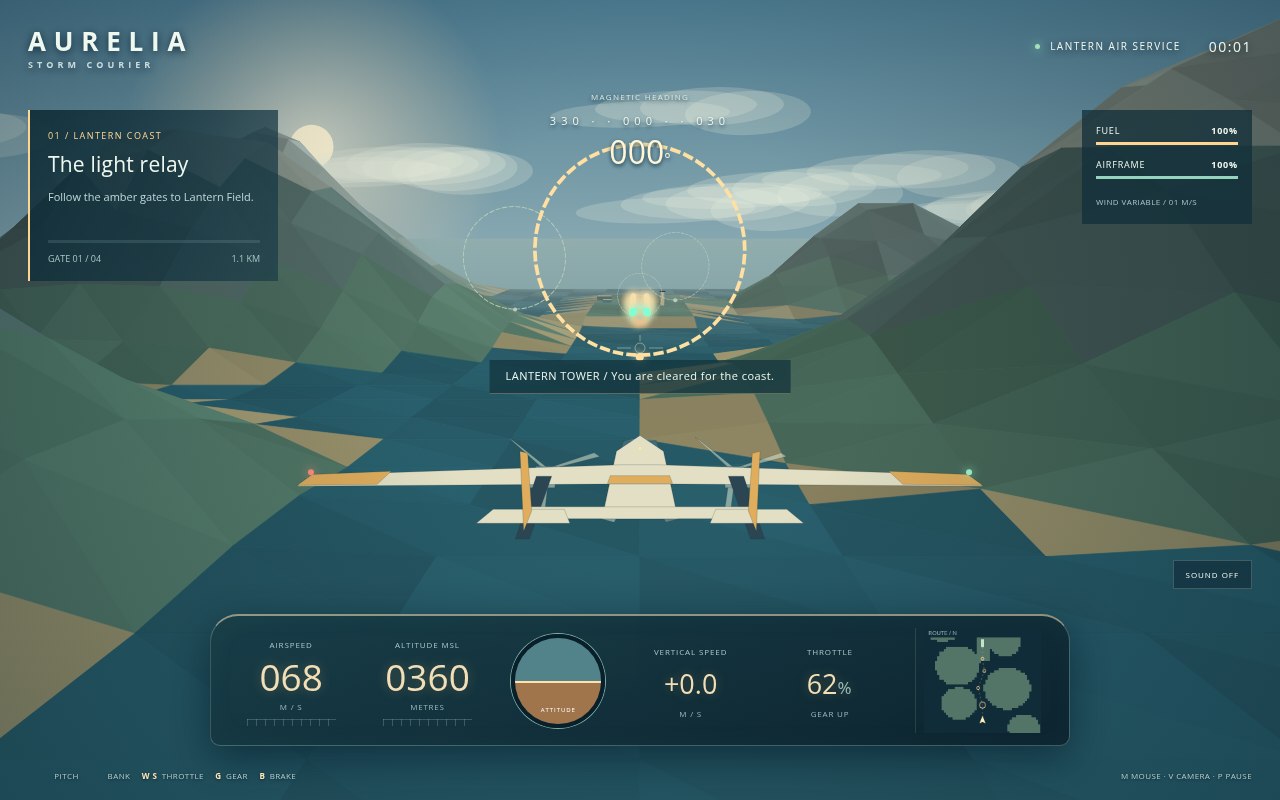 AURELIA
STORM COURIER
LANTERN AIR SERVICE 00:01
MAGNETIC HEADING
330 · · 000 · · 030
000°
01 / LANTERN COAST
The light relay
Follow the amber gates to Lantern Field.
GATE 01 / 04 1.1 KM
FUEL 100%
AIRFRAME 100%
WIND VARIABLE / 01 M/S
LANTERN TOWER / You are cleared for the coast.
SOUND OFF
AIRSPEED
068
M / S
ALTITUDE MSL
0360
METRES
ATTITUDE
VERTICAL SPEED
+0.0
M / S
THROTTLE
62%
GEAR UP
ROUTE / N
PITCH BANK W S THROTTLE G GEAR B BRAKE
M MOUSE · V CAMERA · P PAUSE